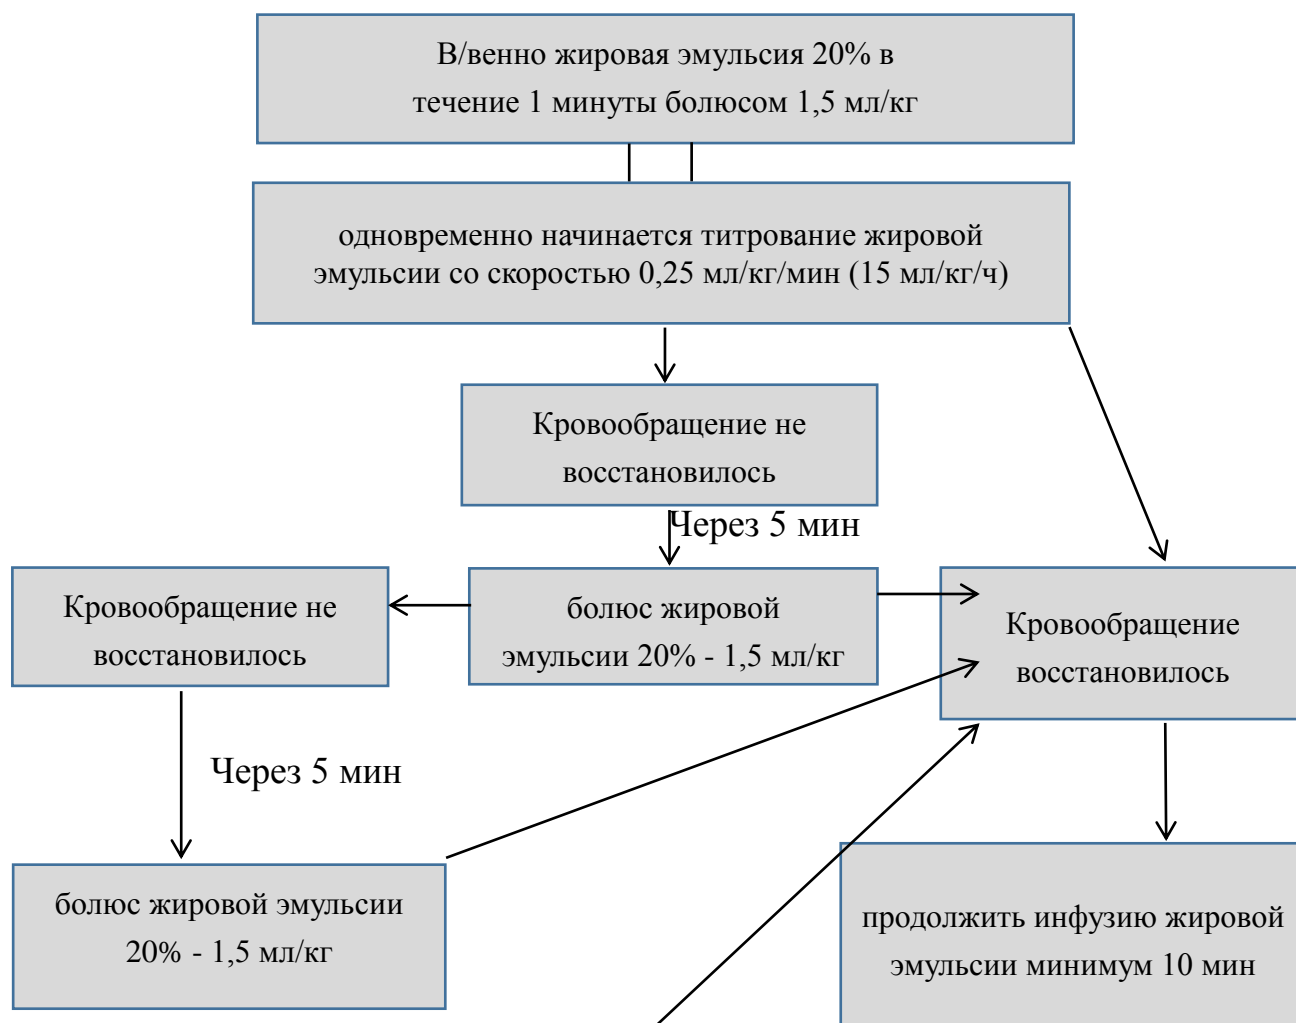 В/венно жировая эмульсия 20% в
течение 1 минуты болюсом 1,5 мл/кг
одновременно начинается титрование жировой
эмульсии со скоростью 0,25 мл/кг/мин (15 мл/кг/ч)
Кровообращение не
восстановилось
Через 5 мин
Кровообращение не
восстановилось
болюс жировой
эмульсии 20% - 1,5 мл/кг
Кровообращение
восстановилось
Через 5 мин
болюс жировой эмульсии
20% - 1,5 мл/кг
продолжить инфузию жировой
эмульсии минимум 10 мин